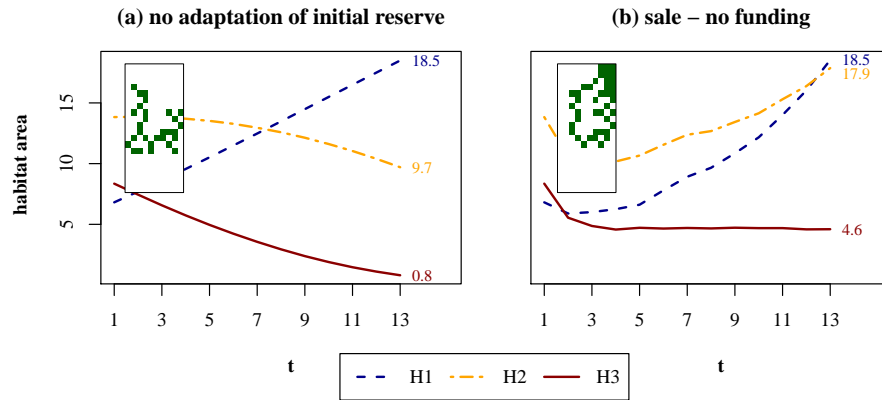 (a) no adaptation of initial reserve
(b) sale – no funding
habitat area
5 10 15
18.5
9.7
0.8
1 3 5 7 9 11 13
t
18.5
17.9
4.6
1 3 5 7 9 11 13
t
H1 H2 H3